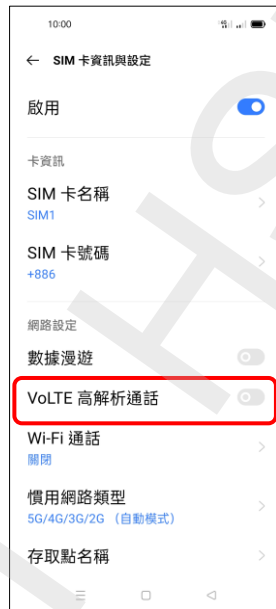 10:00
← SIM 卡資訊與設定
啟用
卡資訊
SIM 卡名稱
SIM1
SIM 卡號碼
+886
網路設定
數據漫遊
VoLTE 高解析通話
Wi-Fi 通話
關閉
慣用網路類型
5G/4G/3G/2G （自動模式）
存取點名稱